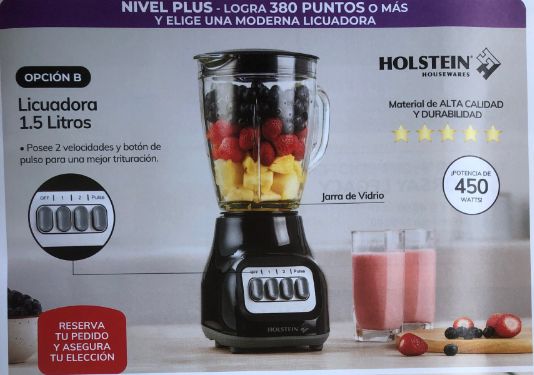 NIVEL PLUS - LOGRA 380 PUNTOS O MÁS
Y ELIGE UNA MODERNA LICUADORA
OPCIÓN B
Licuadora
1.5 Litros
• Posee 2 velocidades y botón de
pulso para una mejor trituración.
OFF 1 2 Pulse
HOLSTEIN
HOUSEWARES
Material de ALTA CALIDAD
Y DURABILIDAD
¡POTENCIA DE
450
WATTS!
Jarra de Vidrio
OFF 1 2 Pulse
HOLSTEIN
RESERVA
TU PEDIDO
Y ASEGURA
TU ELECCIÓN